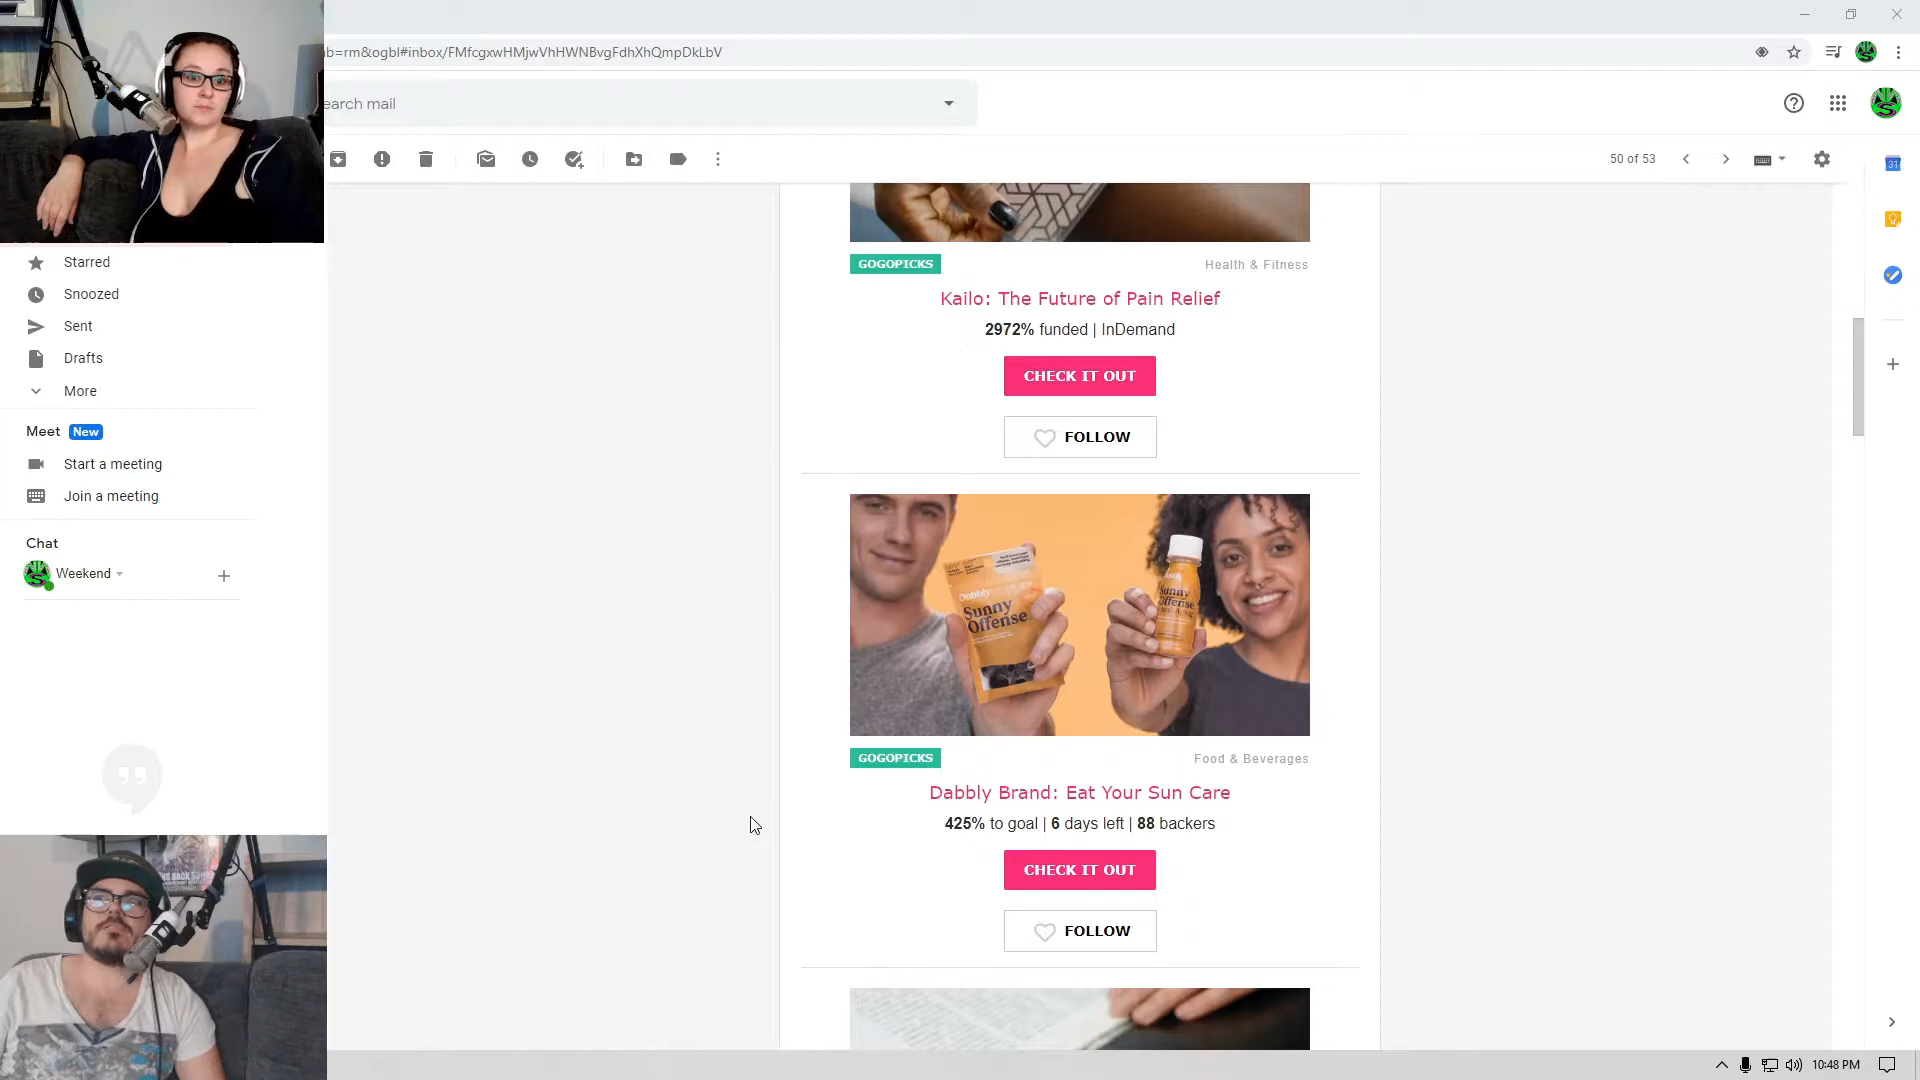 ab=rm&ogbl#inbox/FMfcgxwHMjwVhHWNBvgFdhXhQmpDkLbV
earch mail
50 of 53
31
Starred
Snoozed
Sent
Drafts
More
Meet New
Start a meeting
Join a meeting
Chat
Weekend
GOGOPICKS Health & Fitness
Kailo: The Future of Pain Relief
2972% funded | InDemand
CHECK IT OUT
FOLLOW
Dabbly
Sunny
Offense
Sunny
Offense
GOGOPICKS Food & Beverages
Dabbly Brand: Eat Your Sun Care
425% to goal | 6 days left | 88 backers
CHECK IT OUT
FOLLOW
10:48 PM